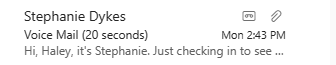 Stephanie Dykes
Voice Mail (20 seconds) Mon 2:43 PM
Hi, Haley, it's Stephanie. Just checking in to see ...